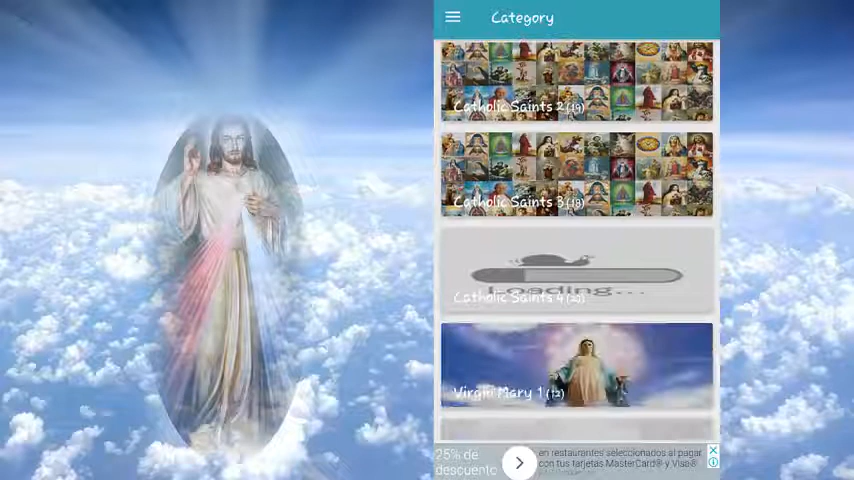 Category
Catholic Saints 2 (19)
Catholic Saints 3 (18)
Loading...
Catholic Saints 4 (20)
Virgin Mary 1 (12)
25% de
descuento
en restaurantes seleccionados al pagar
con tus tarjetas MasterCard® y Visa®